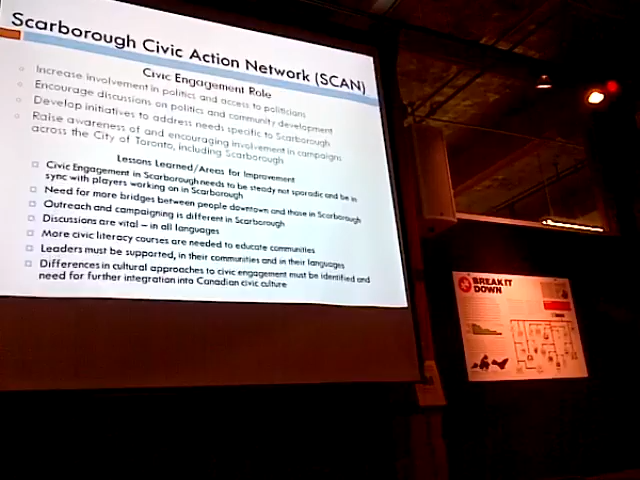 Scarborough Civic Action Network (SCAN)
Civic Engagement Role
Increase involvement in politics and access to politicians
Encourage discussions on politics and community development
Develop initiatives to address needs specific to Scarborough
Raise awareness of and encouraging involvement in campaigns
across the City of Toronto, including Scarborough
Lessons Learned/Areas for Improvement
Civic Engagement in Scarborough needs to be steady not sporadic and be in
sync with players working on in Scarborough
Need for more bridges between people downtown and those in Scarborough
Outreach and campaigning is different in Scarborough
Discussions are vital – in all languages
More civic literacy courses are needed to educate communities
Leaders must be supported, in their communities and in their languages
Differences in cultural approaches to civic engagement must be identified and
need for further integration into Canadian civic culture
BREAK IT
DOWN